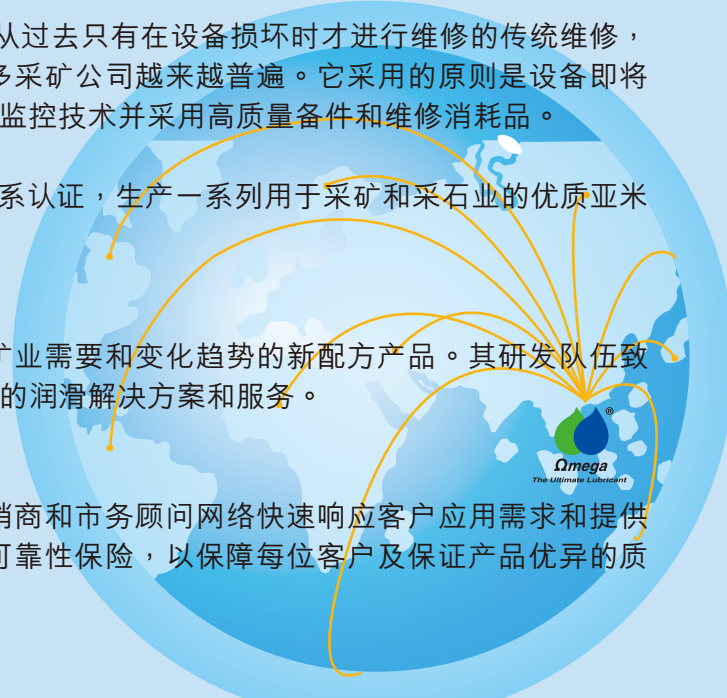 从过去只有在设备损坏时才进行维修的传统维修，
多采矿公司越来越普遍。它采用的原则是设备即将
监控技术并采用高质量备件和维修消耗品。
系认证，生产一系列用于采矿和采石业的优质亚米
矿业需要和变化趋势的新配方产品。其研发队伍致
的润滑解决方案和服务。
Ωmega ®
The Ultimate Lubricant
销商和市务顾问网络快速响应客户应用需求和提供
可靠性保险，以保障每位客户及保证产品优异的质